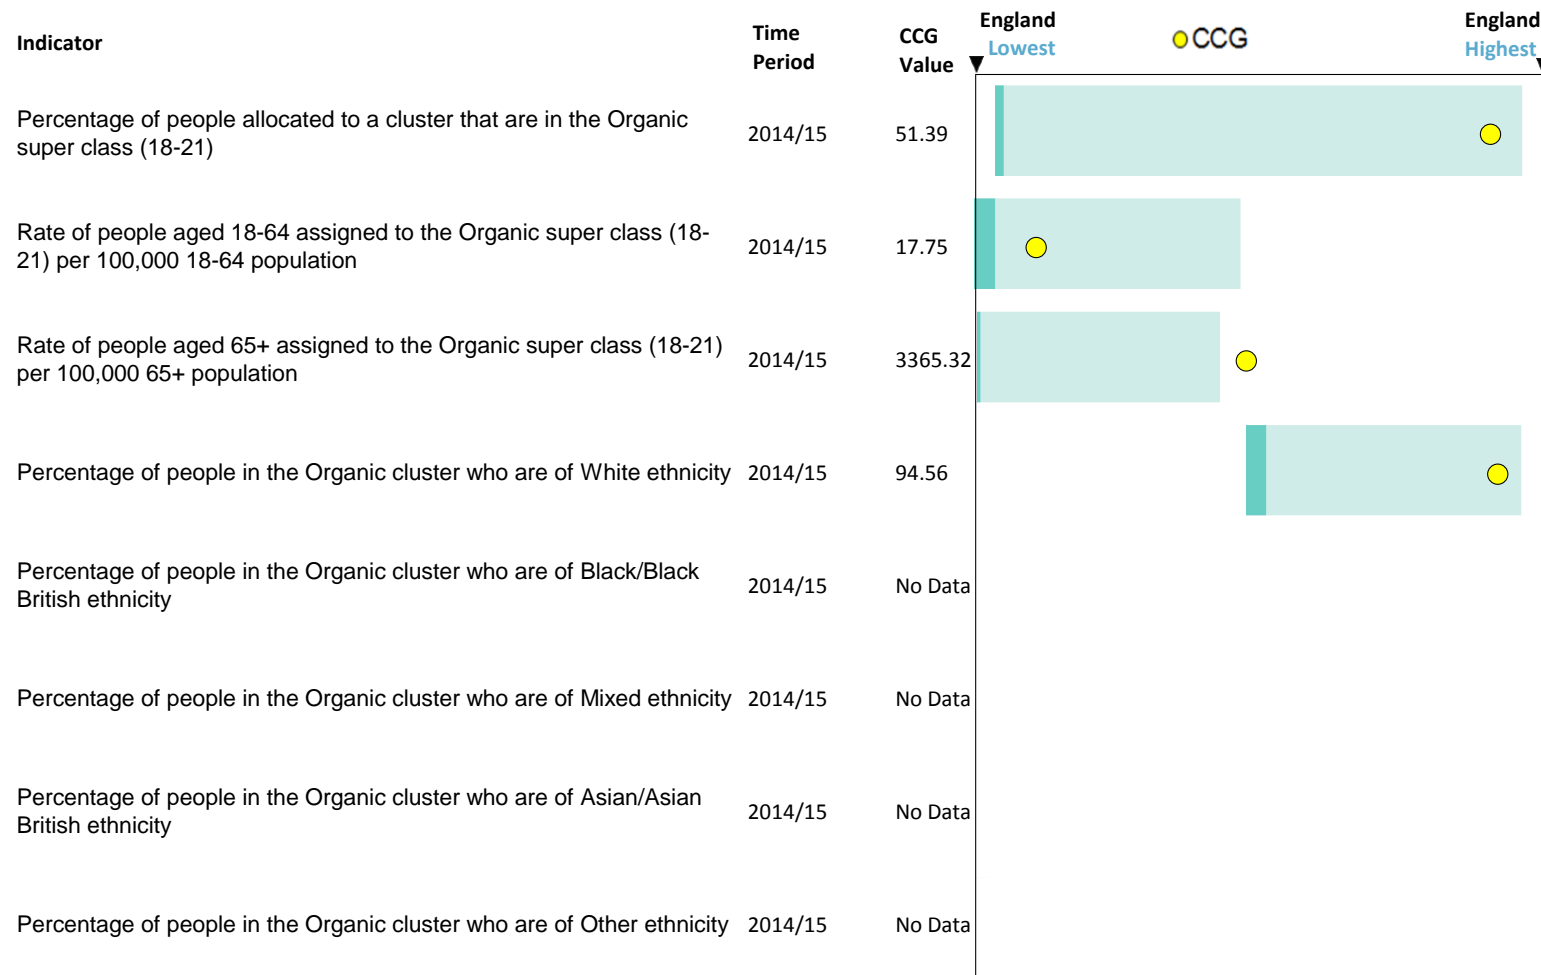 Indicator
Time Period
CCG Value
England Lowest
CCG
England Highest
Percentage of people allocated to a cluster that are in the Organic
super class (18-21)
2014/15
51.39
Rate of people aged 18-64 assigned to the Organic super class (18-
21) per 100,000 18-64 population
2014/15
17.75
Rate of people aged 65+ assigned to the Organic super class (18-21)
per 100,000 65+ population
2014/15
3365.32
Percentage of people in the Organic cluster who are of White ethnicity
2014/15
94.56
Percentage of people in the Organic cluster who are of Black/Black
British ethnicity
2014/15
No Data
Percentage of people in the Organic cluster who are of Mixed ethnicity
2014/15
No Data
Percentage of people in the Organic cluster who are of Asian/Asian
British ethnicity
2014/15
No Data
Percentage of people in the Organic cluster who are of Other ethnicity
2014/15
No Data